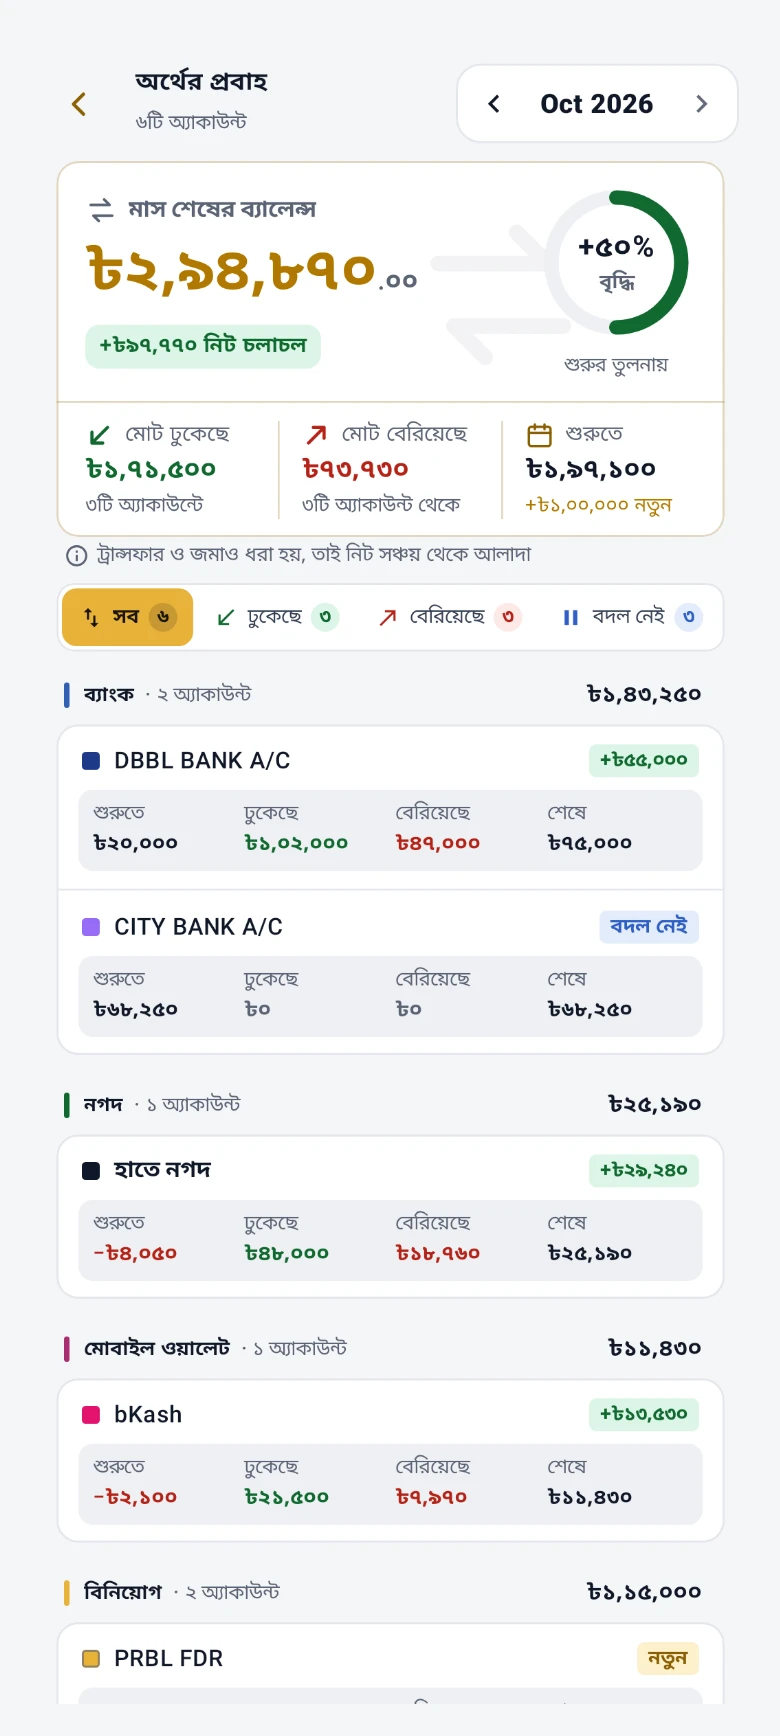 অর্থের প্রবাহ
৬টি অ্যাকাউন্ট
Oct 2026
মাস শেষের ব্যালেন্স
৳২,৯৪,৮৭০.০০
+৳৯৭,৭৭০ নিট চলাচল
+৫০%
বৃদ্ধি
শুরুর তুলনায়
মোট ঢুকেছে
৳১,৭১,৫০০
৩টি অ্যাকাউন্টে
মোট বেরিয়েছে
৳৭৩,৭৩০
৩টি অ্যাকাউন্ট থেকে
শুরুতে
৳১,৯৭,১০০
+৳১,০০,০০০ নতুন
ট্রান্সফার ও জমাও ধরা হয়, তাই নিট সঞ্চয় থেকে আলাদা
সব ৬ ঢুকেছে ৩ বেরিয়েছে ৩ বদল নেই ৩
ব্যাংক · ২ অ্যাকাউন্ট ৳১,৪৩,২৫০
DBBL BANK A/C +৳৫৫,০০০
শুরুতে ঢুকেছে বেরিয়েছে শেষে
৳২০,০০০ ৳১,০২,০০০ ৳৪৭,০০০ ৳৭৫,০০০
CITY BANK A/C বদল নেই
শুরুতে ঢুকেছে বেরিয়েছে শেষে
৳৬৮,২৫০ ৳০ ৳০ ৳৬৮,২৫০
নগদ · ১ অ্যাকাউন্ট ৳২৫,১৯০
হাতে নগদ +৳২৯,২৪০
শুরুতে ঢুকেছে বেরিয়েছে শেষে
−৳৪,০৫০ ৳৪৮,০০০ ৳১৮,৭৬০ ৳২৫,১৯০
মোবাইল ওয়ালেট · ১ অ্যাকাউন্ট ৳১১,৪৩০
bKash +৳১৩,৫৩০
শুরুতে ঢুকেছে বেরিয়েছে শেষে
−৳২,১০০ ৳২১,৫০০ ৳৭,৯৭০ ৳১১,৪৩০
বিনিয়োগ · ২ অ্যাকাউন্ট ৳১,১৫,০০০
PRBL FDR নতুন